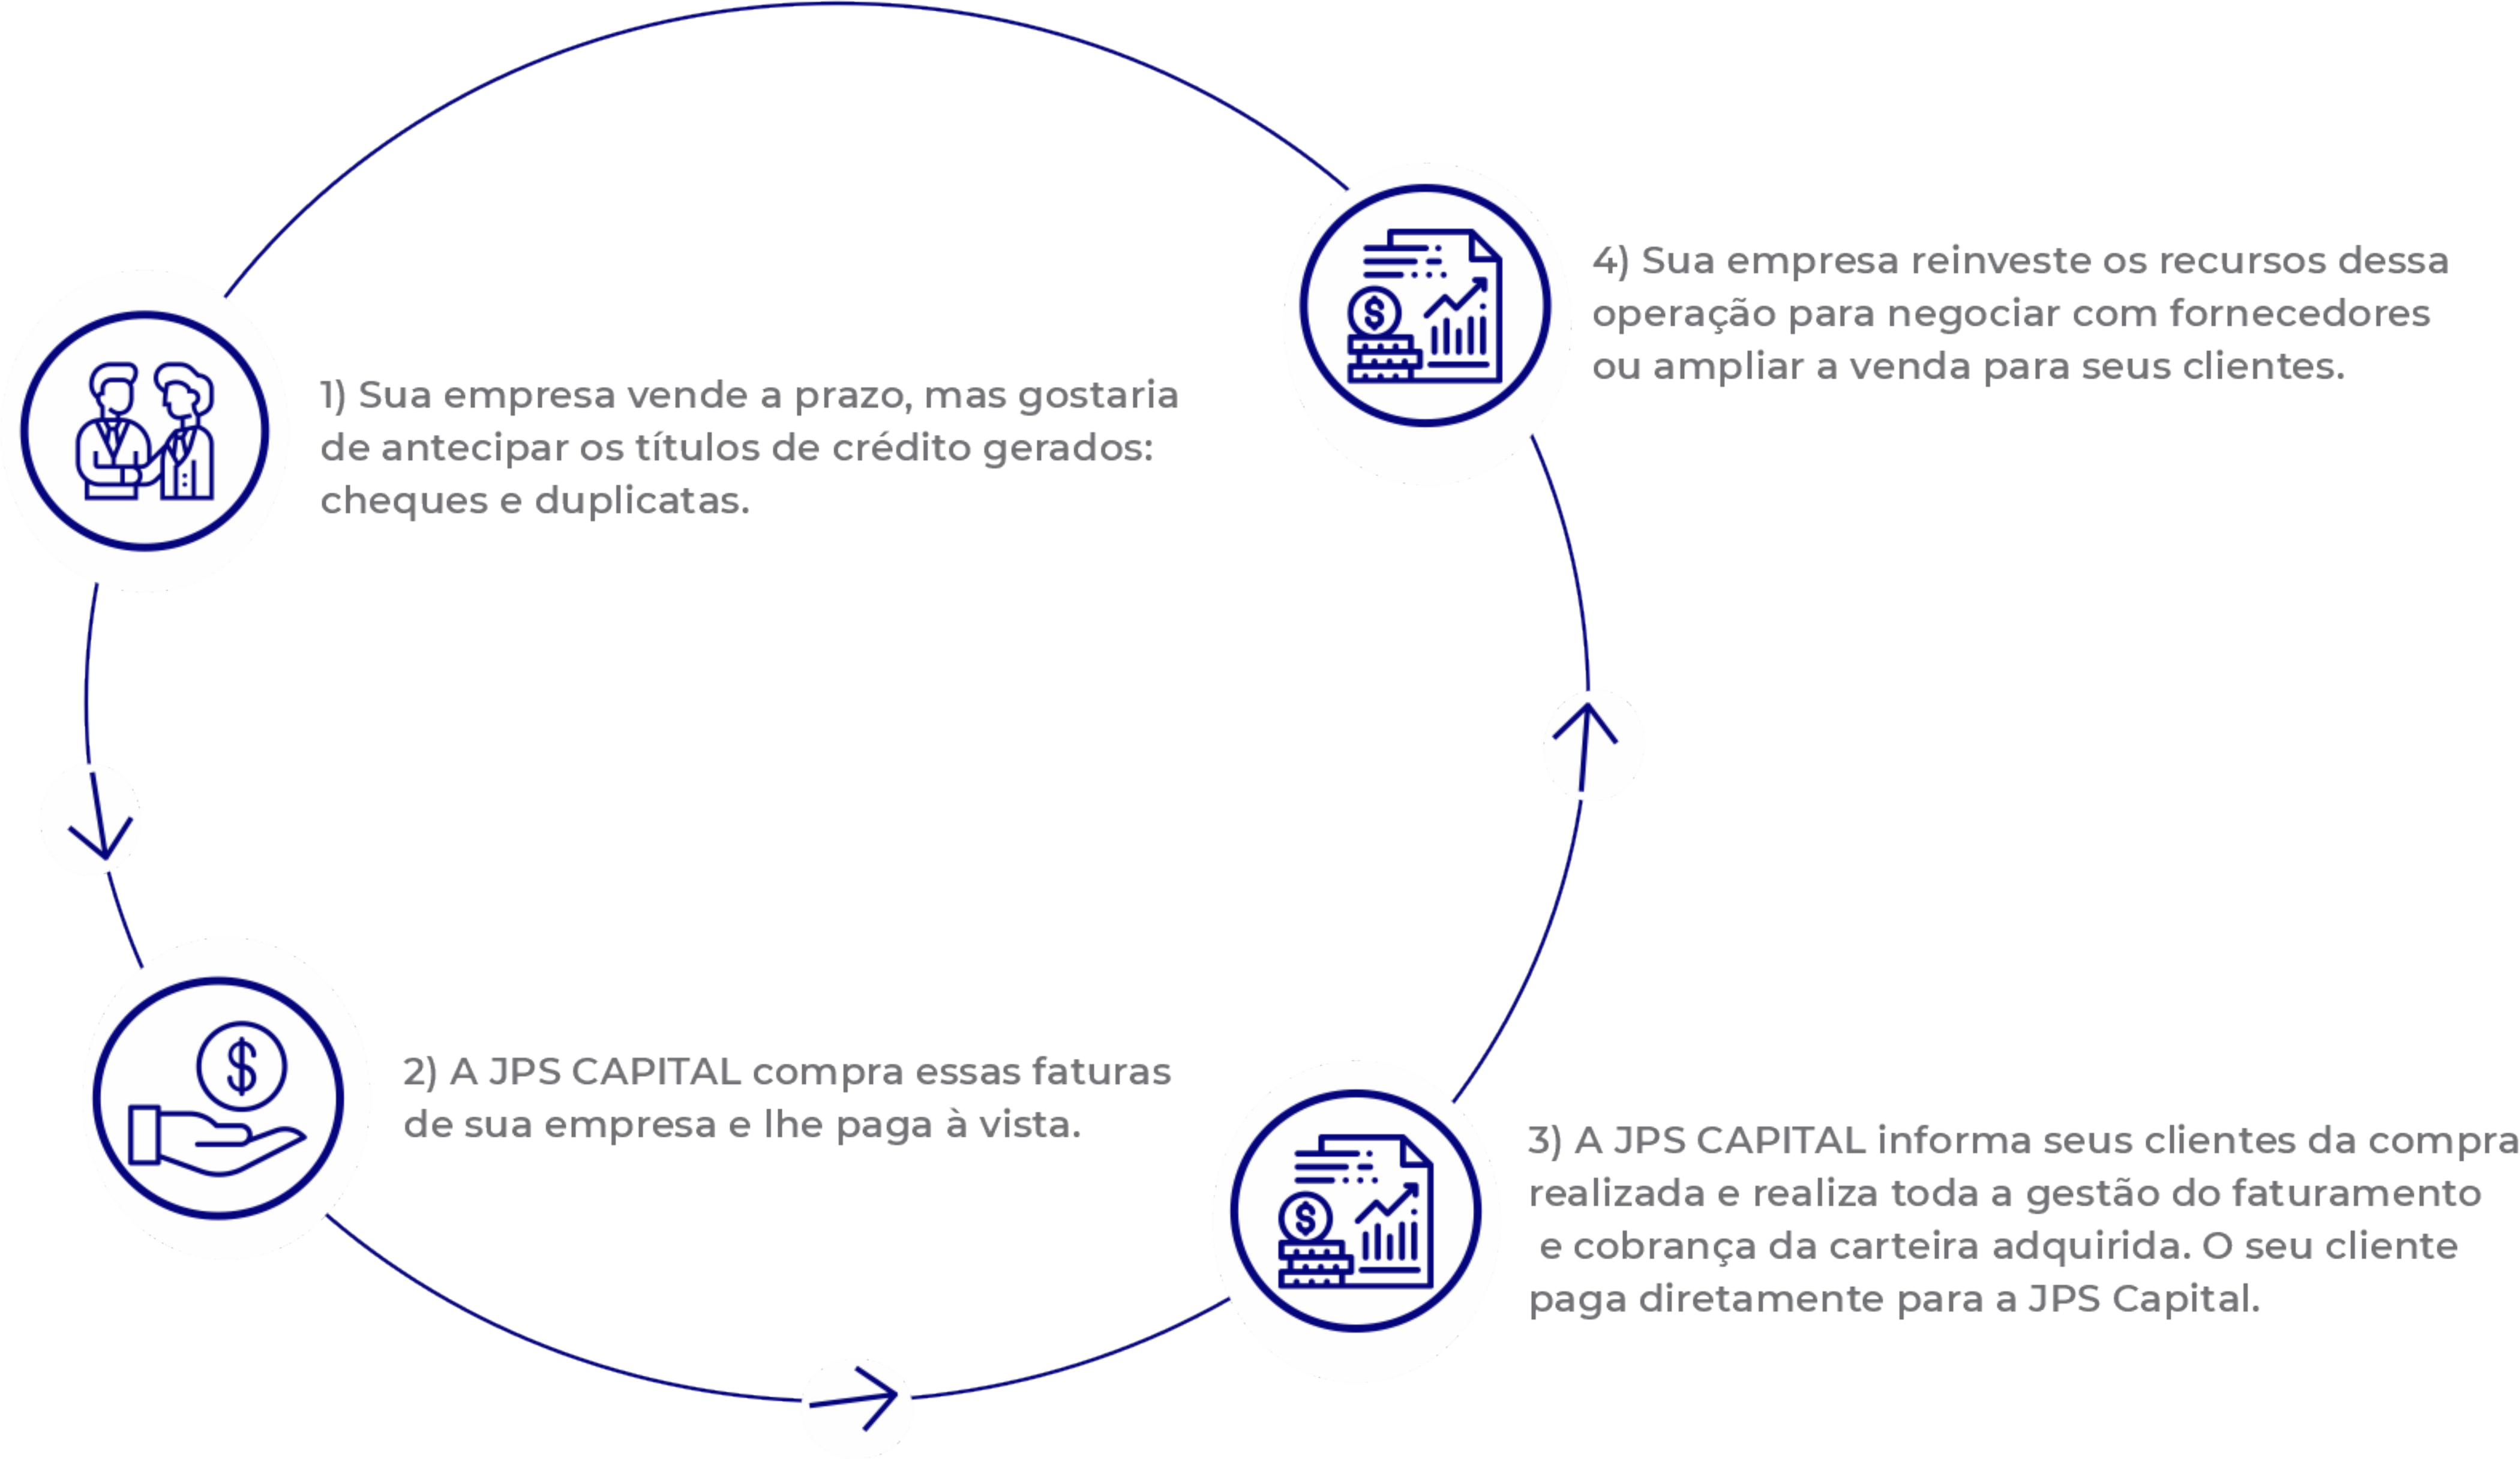 1) Sua empresa vende a prazo, mas gostaria
de antecipar os títulos de crédito gerados:
cheques e duplicatas.
2) A JPS CAPITAL compra essas faturas
de sua empresa e lhe paga à vista.
3) A JPS CAPITAL informa seus clientes da compra
realizada e realiza toda a gestão do faturamento
e cobrança da carteira adquirida. O seu cliente
paga diretamente para a JPS Capital.
4) Sua empresa reinveste os recursos dessa
operação para negociar com fornecedores
ou ampliar a venda para seus clientes.